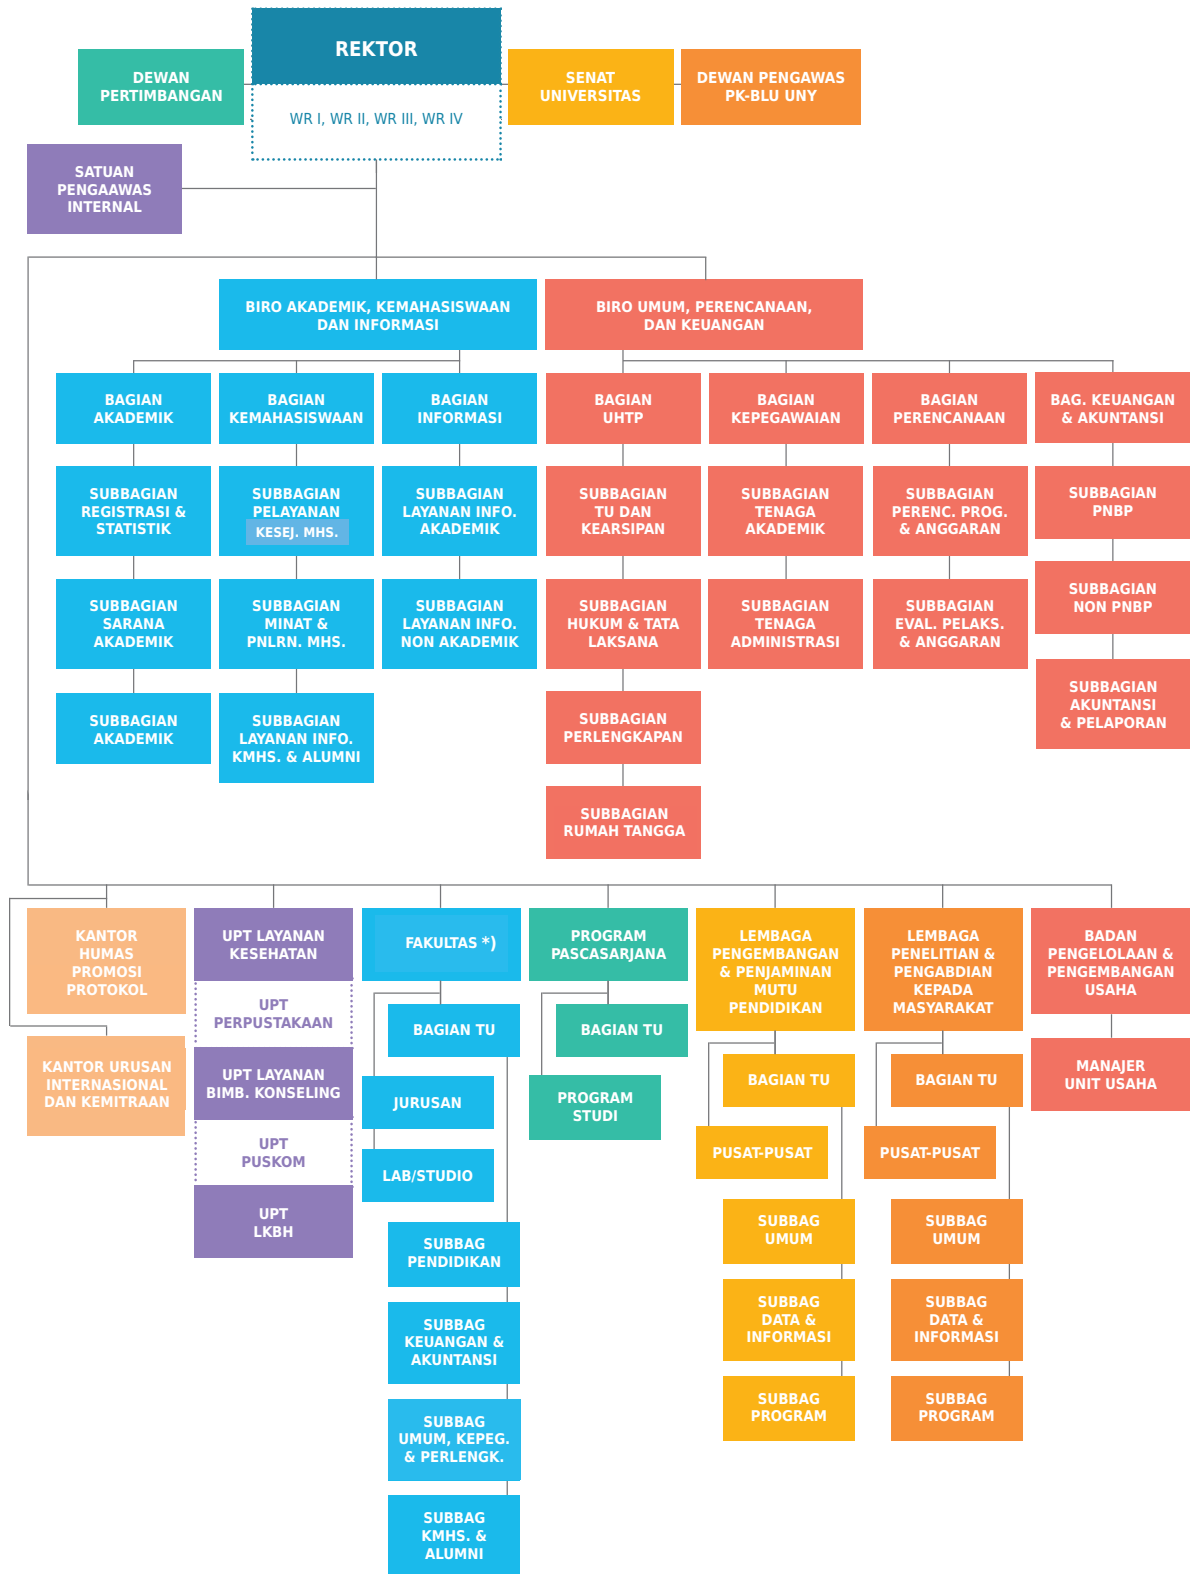 REKTOR
WR I, WR II, WR III, WR IV
DEWAN
PERTIMBANGAN
SENAT
UNIVERSITAS
DEWAN PENGAWAS
PK-BLU UNY
SATUAN
PENGAAWAS
INTERNAL
BIRO AKADEMIK, KEMAHASISWAAN
DAN INFORMASI
BIRO UMUM, PERENCANAAN,
DAN KEUANGAN
BAGIAN
AKADEMIK
BAGIAN
KEMAHASISWAAN
BAGIAN
INFORMASI
BAGIAN
UHTP
BAGIAN
KEPEGAWAIAN
BAGIAN
PERENCANAAN
BAG. KEUANGAN
& AKUNTANSI
SUBBAGIAN
REGISTRASI &
STATISTIK
SUBBAGIAN
PELAYANAN
KESEJ. MHS.
SUBBAGIAN
LAYANAN INFO.
AKADEMIK
SUBBAGIAN
TU DAN
KEARSIPAN
SUBBAGIAN
TENAGA
AKADEMIK
SUBBAGIAN
PERENC. PROG.
& ANGGARAN
SUBBAGIAN
PNBP
SUBBAGIAN
SARANA
AKADEMIK
SUBBAGIAN
MINAT &
PNLRN. MHS.
SUBBAGIAN
LAYANAN INFO.
NON AKADEMIK
SUBBAGIAN
HUKUM & TATA
LAKSANA
SUBBAGIAN
TENAGA
ADMINISTRASI
SUBBAGIAN
EVAL. PELAKS.
& ANGGARAN
SUBBAGIAN
NON PNBP
SUBBAGIAN
AKADEMIK
SUBBAGIAN
LAYANAN INFO.
KMHS. & ALUMNI
SUBBAGIAN
PERLENGKAPAN
SUBBAGIAN
AKUNTANSI
& PELAPORAN
SUBBAGIAN
RUMAH TANGGA
KANTOR
HUMAS
PROMOSI
PROTOKOL
KANTOR URUSAN
INTERNASIONAL
DAN KEMITRAAN
UPT LAYANAN
KESEHATAN
UPT
PERPUSTAKAAN
UPT LAYANAN
BIMB. KONSELING
UPT
PUSKOM
UPT
LKBH
FAKULTAS *)
BAGIAN TU
JURUSAN
LAB/STUDIO
SUBBAG
PENDIDIKAN
SUBBAG
KEUANGAN &
AKUNTANSI
SUBBAG
UMUM, KEPEG.
& PERLENGK.
SUBBAG
KMHS. &
ALUMNI
PROGRAM
PASCASARJANA
BAGIAN TU
PROGRAM
STUDI
LEMBAGA
PENGEMBANGAN
& PENJAMINAN
MUTU
PENDIDIKAN
BAGIAN TU
PUSAT-PUSAT
SUBBAG
UMUM
SUBBAG
DATA &
INFORMASI
SUBBAG
PROGRAM
LEMBAGA
PENELITIAN &
PENGABDIAN
KEPADA
MASYARAKAT
BAGIAN TU
PUSAT-PUSAT
SUBBAG
UMUM
SUBBAG
DATA &
INFORMASI
SUBBAG
PROGRAM
BADAN
PENGELOLAAN &
PENGEMBANGAN
USAHA
MANAJER
UNIT USAHA